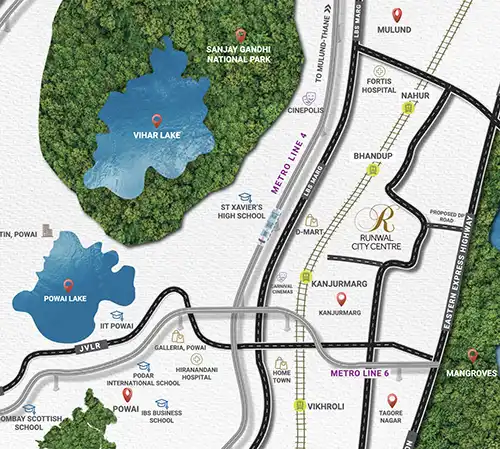 TO MULUND-THANE >>
LBS MARG
MULUND
SANJAY GANDHI
NATIONAL PARK
FORTIS
HOSPITAL
NAHUR
CINEPOLIS
VIHAR LAKE
METRO LINE 4
BHANDUP
LBS MARG
ST XAVIER'S
HIGH SCHOOL
R
RUNWAL
CITY CENTRE
PROPOSED DP
ROAD
D-MART
TIN, POWAI
EASTERN EXPRESS HIGHWAY
CARNIVAL
CINEMAS
KANJURMARG
POWAI LAKE
KANJURMARG
IIT POWAI
JVLR
GALLERIA, POWAI
HIRANANDANI
HOSPITAL
PODAR
INTERNATIONAL SCHOOL
HOME
TOWN
METRO LINE 6
MANGROVES
POWAI
IBS BUSINESS
SCHOOL
VIKHROLI
TAGORE
NAGAR
OMBAY SCOTTISH
SCHOOL
ON